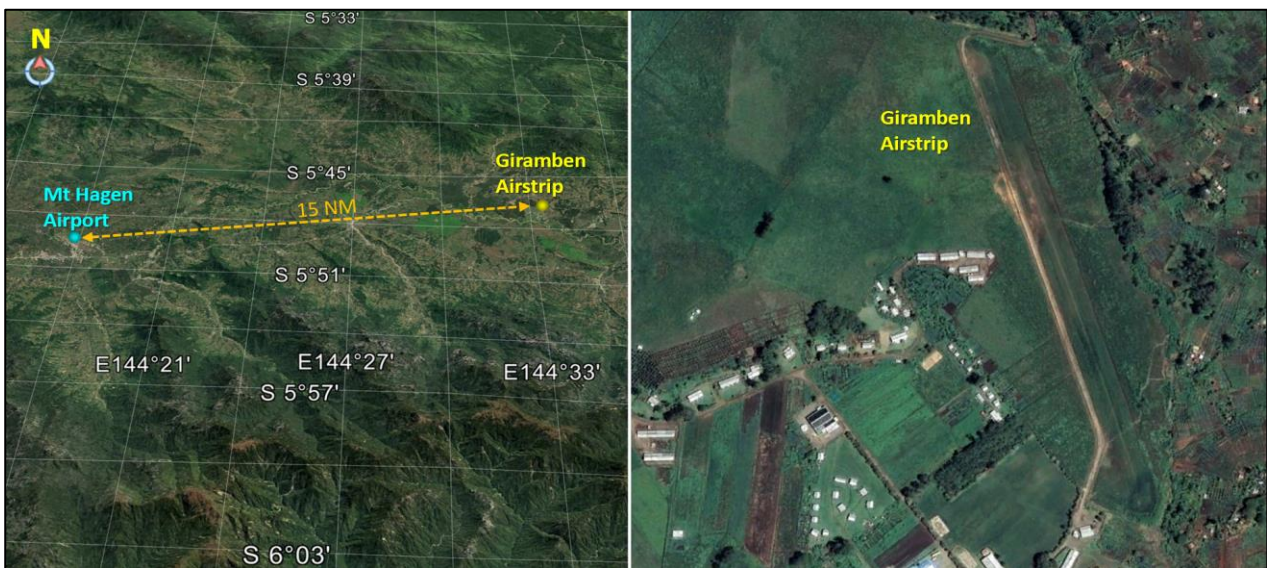 N
S 5°33'
S 5°39'
S 5°45'
Giramben
Airstrip
Mt Hagen
Airport
15 NM
S 5°51'
E144°21'
E144°27'
E144°33'
S 5°57'
S 6°03'
Giramben
Airstrip